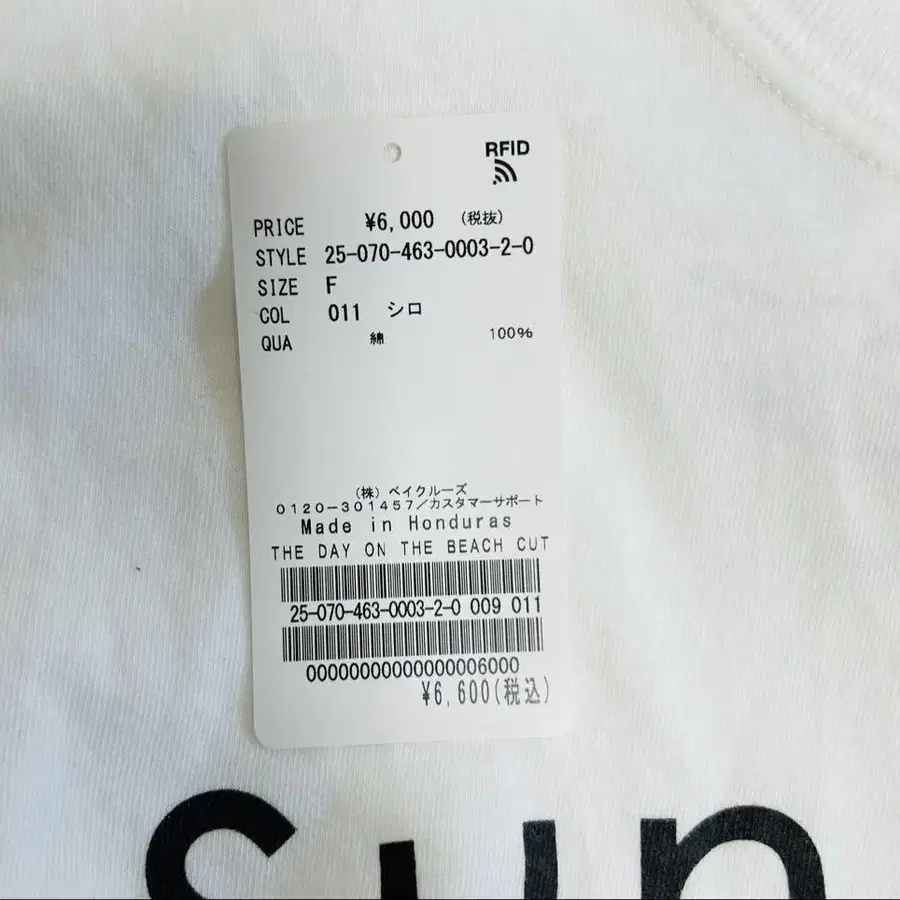 RFID
PRICE ¥6,000 (税抜)
STYLE 25-070-463-0003-2-0
SIZE F
COL 011 シロ
QUA 綿 100%
(株) ベイクルーズ
0120-301457/カスタマーサポート
Made in Honduras
THE DAY ON THE BEACH CUT
25-070-463-0003-2-0 009 011
00000000000000006000
¥6,600(税込)
sun